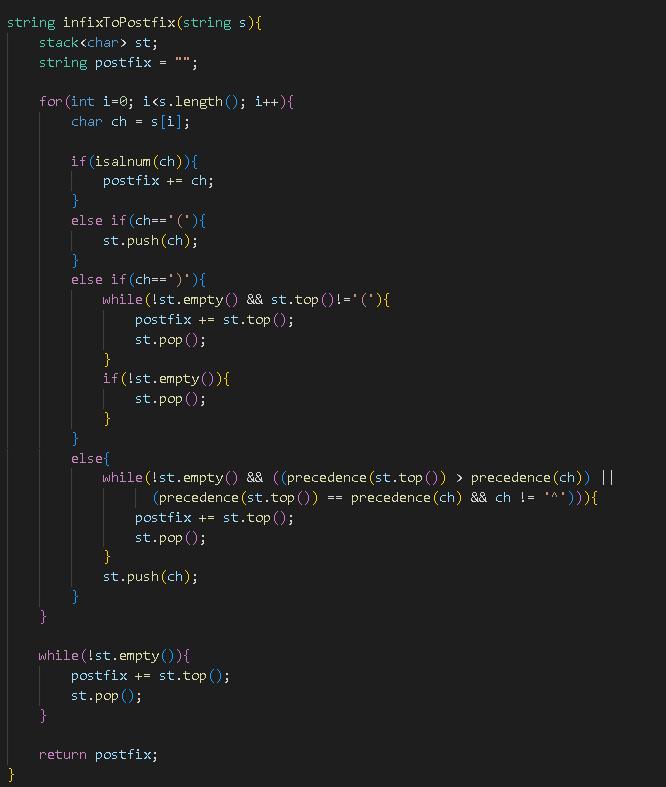 string infixToPostfix(string s){
    stack<char> st;
    string postfix = "";

    for(int i=0; i<s.length(); i++){
        char ch = s[i];

        if(isalnum(ch)){
            postfix += ch;
        }
        else if(ch=='('){
            st.push(ch);
        }
        else if(ch==')'){
            while(!st.empty() && st.top()!='('){
                postfix += st.top();
                st.pop();
            }
            if(!st.empty()){
                st.pop();
            }
        }
        else{
            while(!st.empty() && ((precedence(st.top()) > precedence(ch)) ||
                  (precedence(st.top()) == precedence(ch) && ch != '^'))){
                postfix += st.top();
                st.pop();
            }
            st.push(ch);
        }
    }

    while(!st.empty()){
        postfix += st.top();
        st.pop();
    }

    return postfix;
}